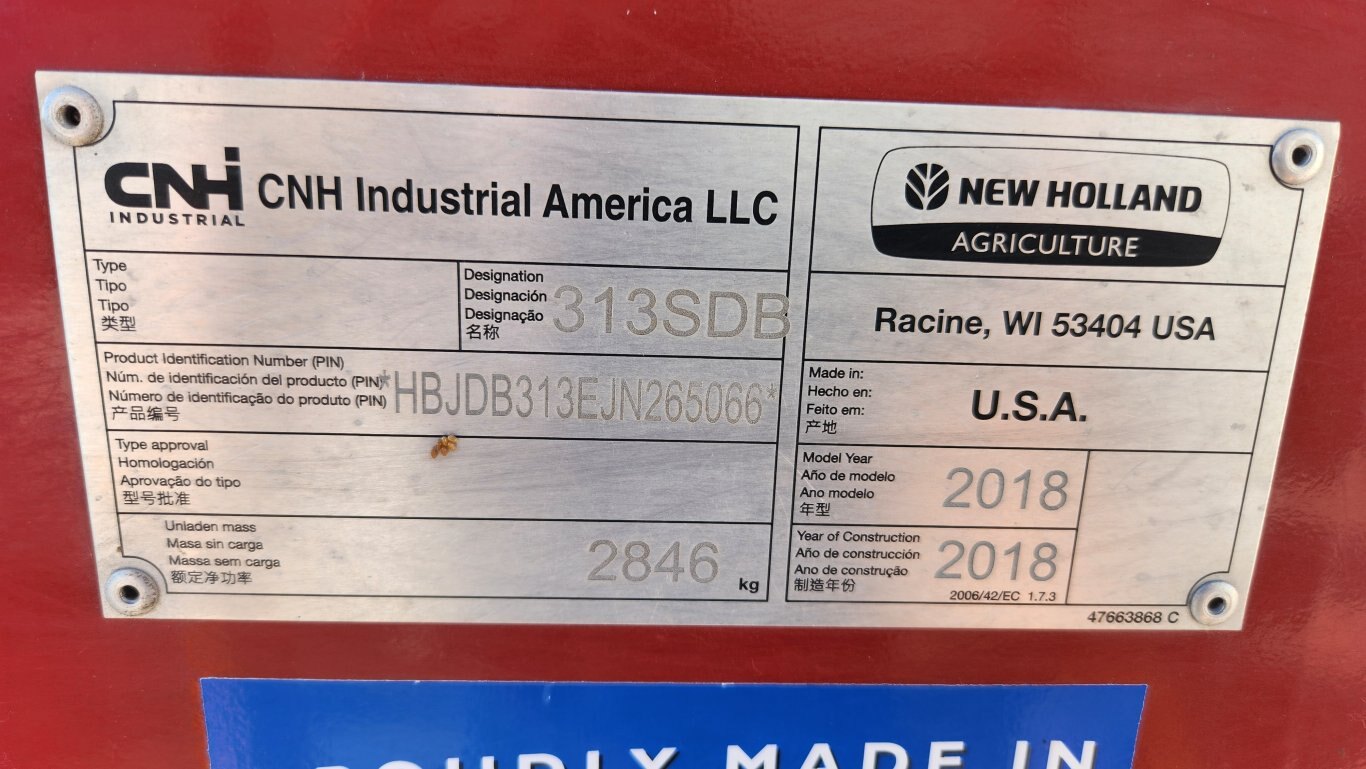 CNH INDUSTRIAL CNH Industrial America LLC
NEW HOLLAND
AGRICULTURE
Type
Tipo
Tipo
类型
Designation
Designación
Designação
名称
313SDB
Racine, WI 53404 USA
Product Identification Number (PIN)
Núm. de identificación del producto (PIN)
Número de identificação do produto (PIN)
产品编号
*HBJDB313EJN265066*
Made in:
Hecho en:
Feito em:
产地
U.S.A.
Type approval
Homologación
Aprovação do tipo
型号批准
Model Year
Año de modelo
Ano modelo
年型
2018
Unladen mass
Masa sin carga
Massa sem carga
额定净功率
2846 kg
Year of Construction
Año de construcción
Ano de construção
制造年份
2018
2006/42/EC 1.7.3
47663868 C
PROUDLY MADE IN